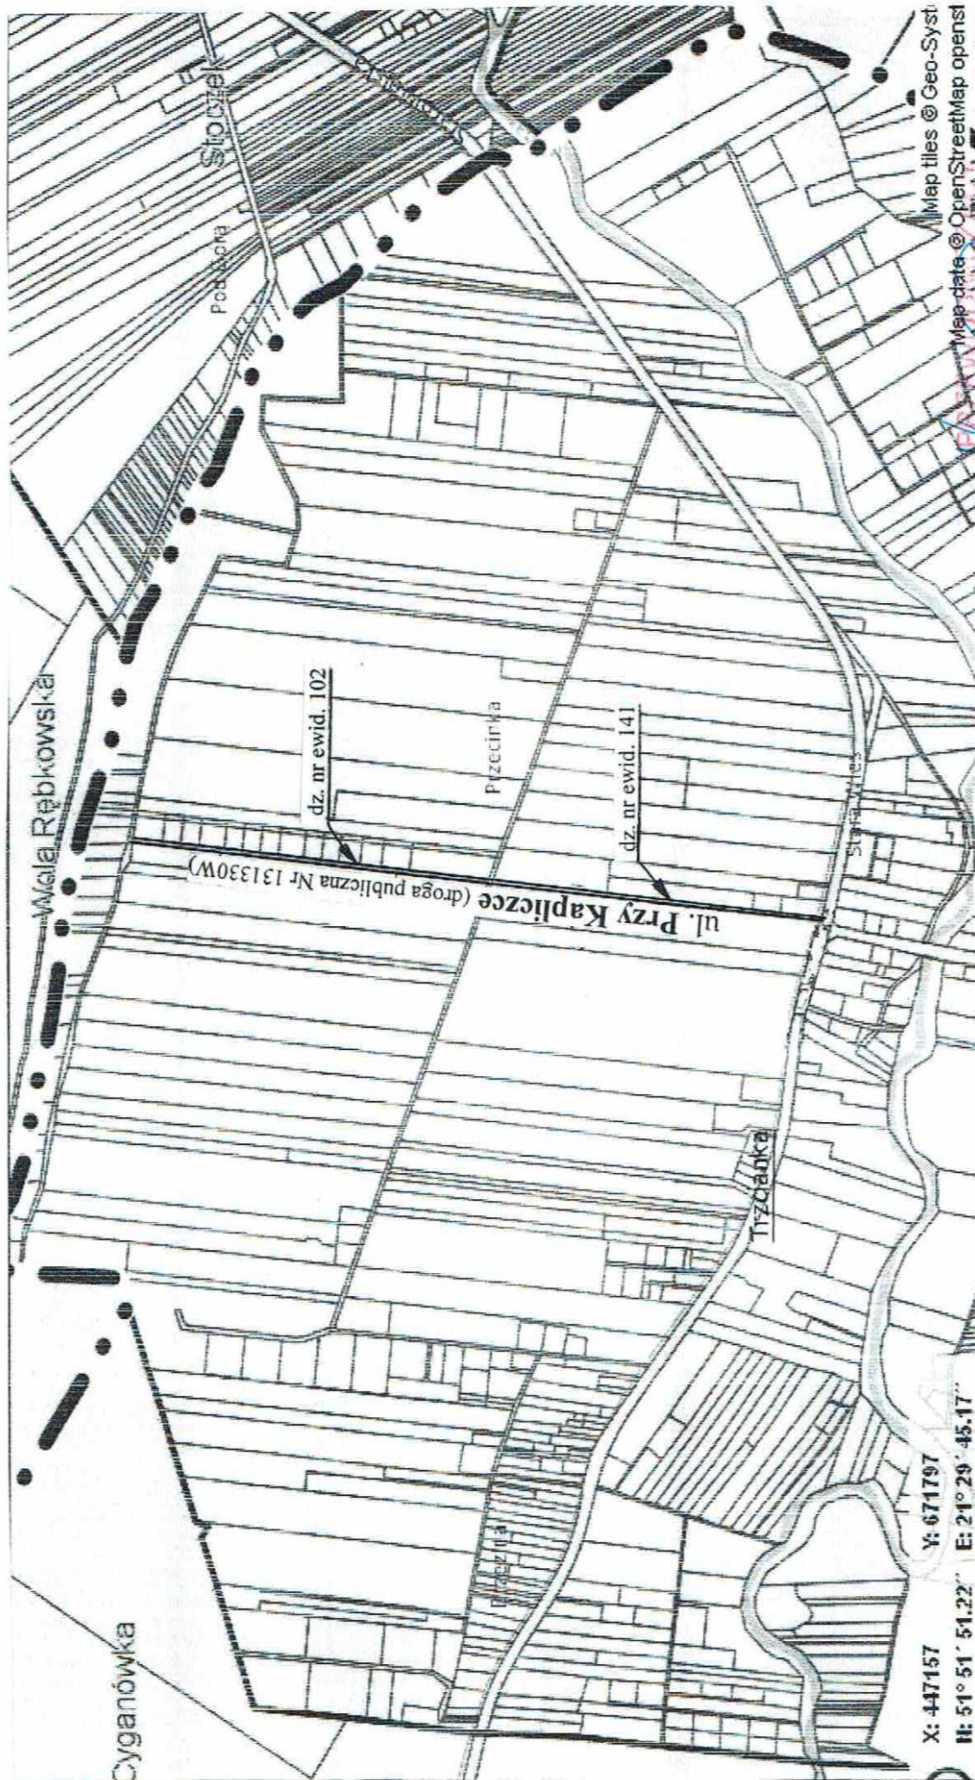 Cyganówka
Wola Rębkowska
Podgóra
Stoczek
dz. nr ewid. 102
Przecinka
dz. nr ewid. 141
ul. Przy Kapliczce (droga publiczna Nr 131330W)
Trzcianka
X: 447157 Y: 671797
N: 51° 51´ 51.22´´ E: 21° 29´ 45.17´´
Map tiles @ Geo-Syst
Map data @ OpenStreetMap openst